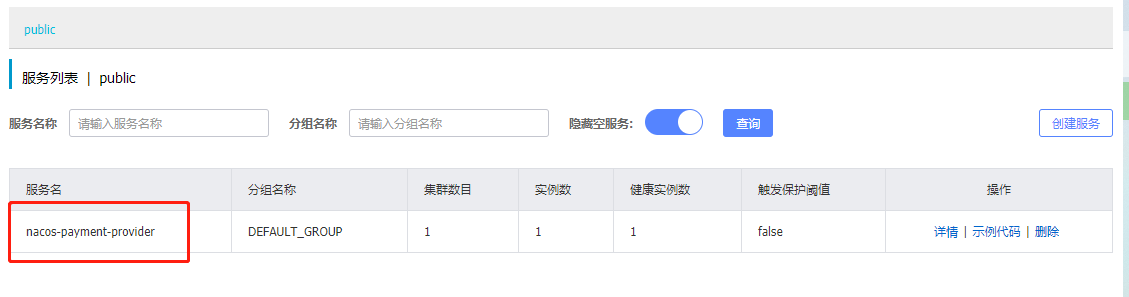 public
服务列表 | public
服务名称 请输入服务名称 分组名称 请输入分组名称 隐藏空服务: 查询 创建服务
服务名 分组名称 集群数目 实例数 健康实例数 触发保护阈值 操作
nacos-payment-provider DEFAULT_GROUP 1 1 1 false 详情 | 示例代码 | 删除